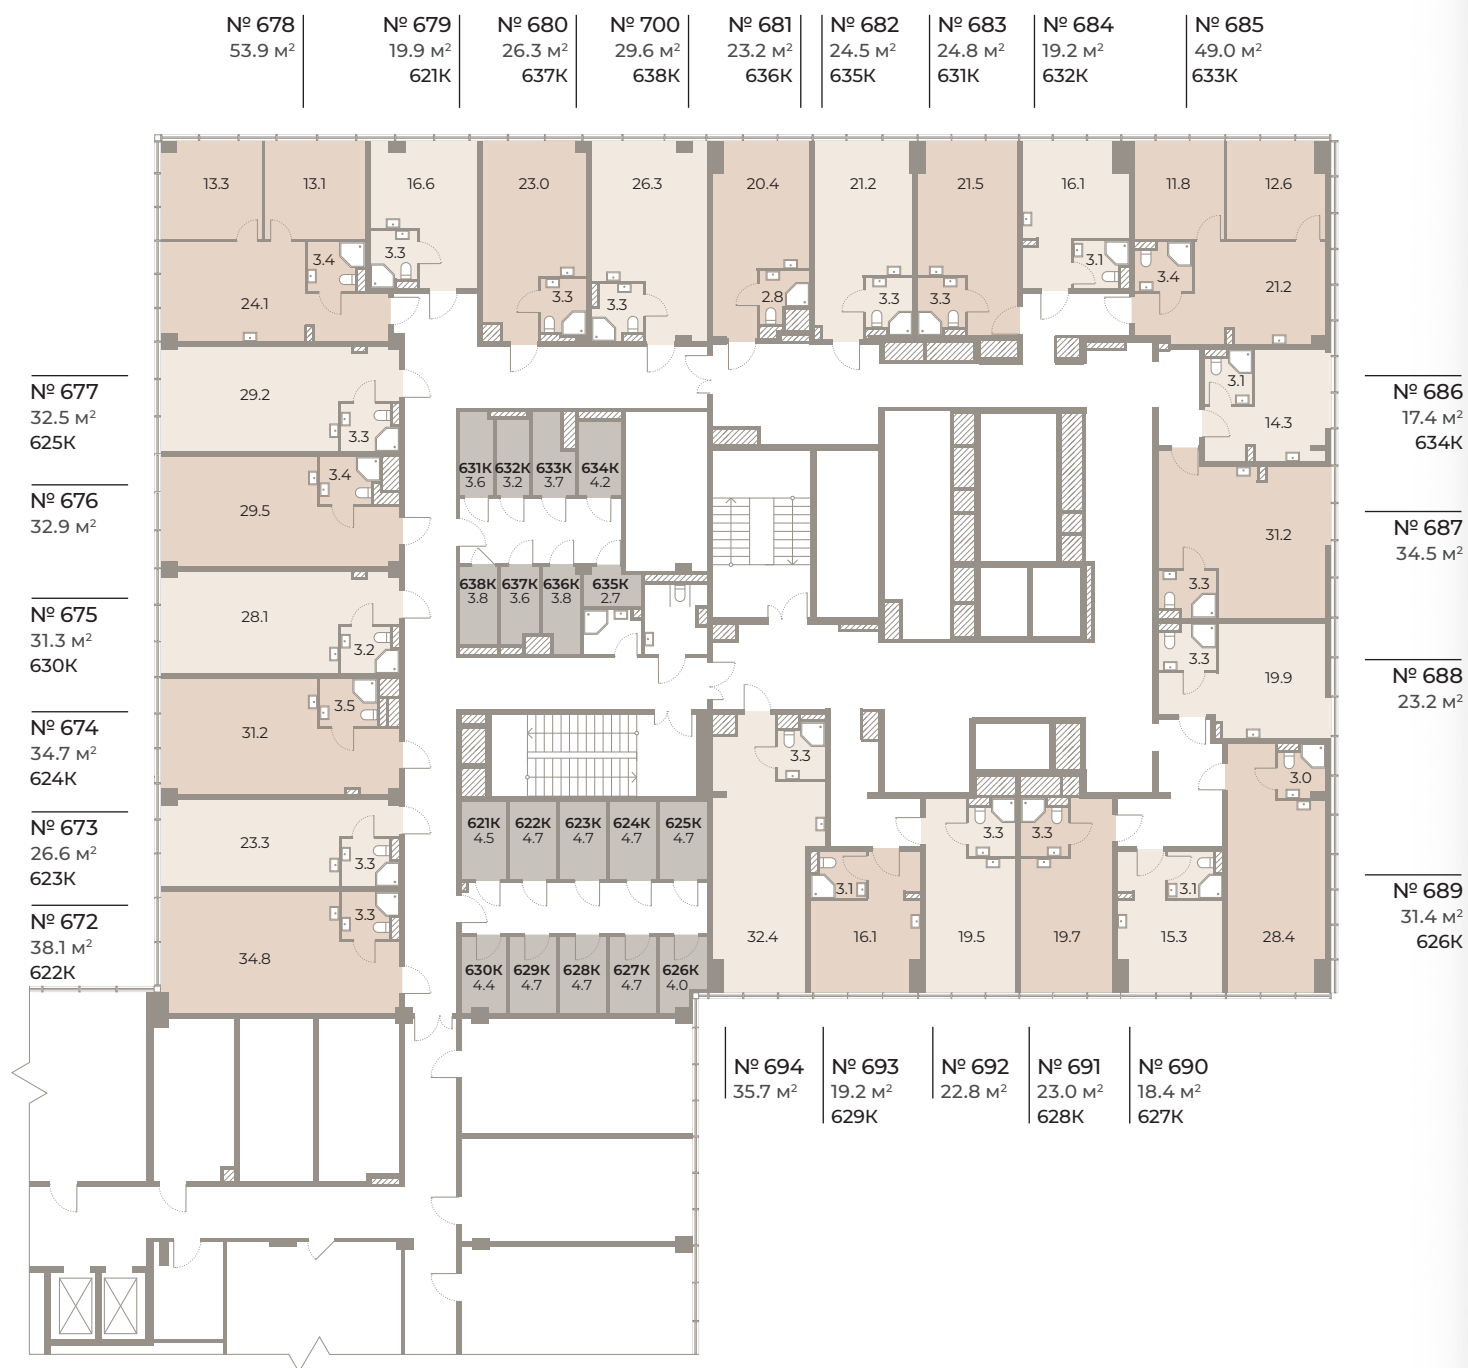 № 678
53.9 м²
№ 679
19.9 м²
621К
№ 680
26.3 м²
637К
№ 700
29.6 м²
638К
№ 681
23.2 м²
636К
№ 682
24.5 м²
635К
№ 683
24.8 м²
631К
№ 684
19.2 м²
632К
№ 685
49.0 м²
633К
13.3
13.1
16.6
23.0
26.3
20.4
21.2
21.5
16.1
11.8
12.6
3.4
3.3
24.1
3.3
3.3
2.8
3.3
3.3
3.1
3.4
21.2
№ 677
32.5 м²
625К
29.2
3.3
3.1
14.3
№ 686
17.4 м²
634К
№ 676
32.9 м²
29.5
3.4
631К
3.6
632К
3.2
633К
3.7
634К
4.2
31.2
3.3
№ 687
34.5 м²
№ 675
31.3 м²
630К
28.1
3.2
638К
3.8
637К
3.6
636К
3.8
635К
2.7
3.3
19.9
№ 688
23.2 м²
№ 674
34.7 м²
624К
31.2
3.5
3.3
3.0
№ 673
26.6 м²
623К
23.3
3.3
621К
4.5
622К
4.7
623К
4.7
624К
4.7
625К
4.7
3.3
3.3
№ 672
38.1 м²
622К
34.8
3.3
630К
4.4
629К
4.7
628К
4.7
627К
4.7
626К
4.0
32.4
3.1
16.1
19.5
19.7
3.1
15.3
28.4
№ 689
31.4 м²
626К
№ 694
35.7 м²
№ 693
19.2 м²
629К
№ 692
22.8 м²
№ 691
23.0 м²
628К
№ 690
18.4 м²
627К